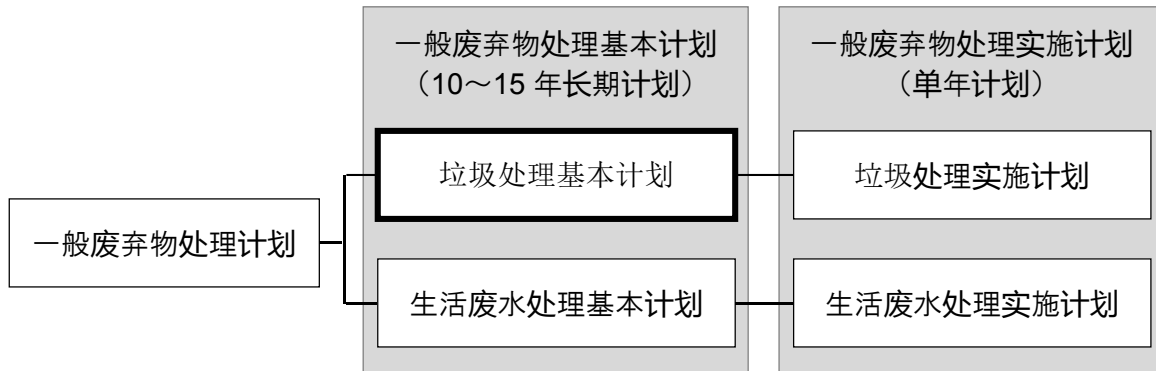 一般废弃物处理基本计划
（10～15 年长期计划）
一般废弃物处理实施计划
（单年计划）
垃圾处理基本计划
垃圾处理实施计划
一般废弃物处理计划
生活废水处理基本计划
生活废水处理实施计划